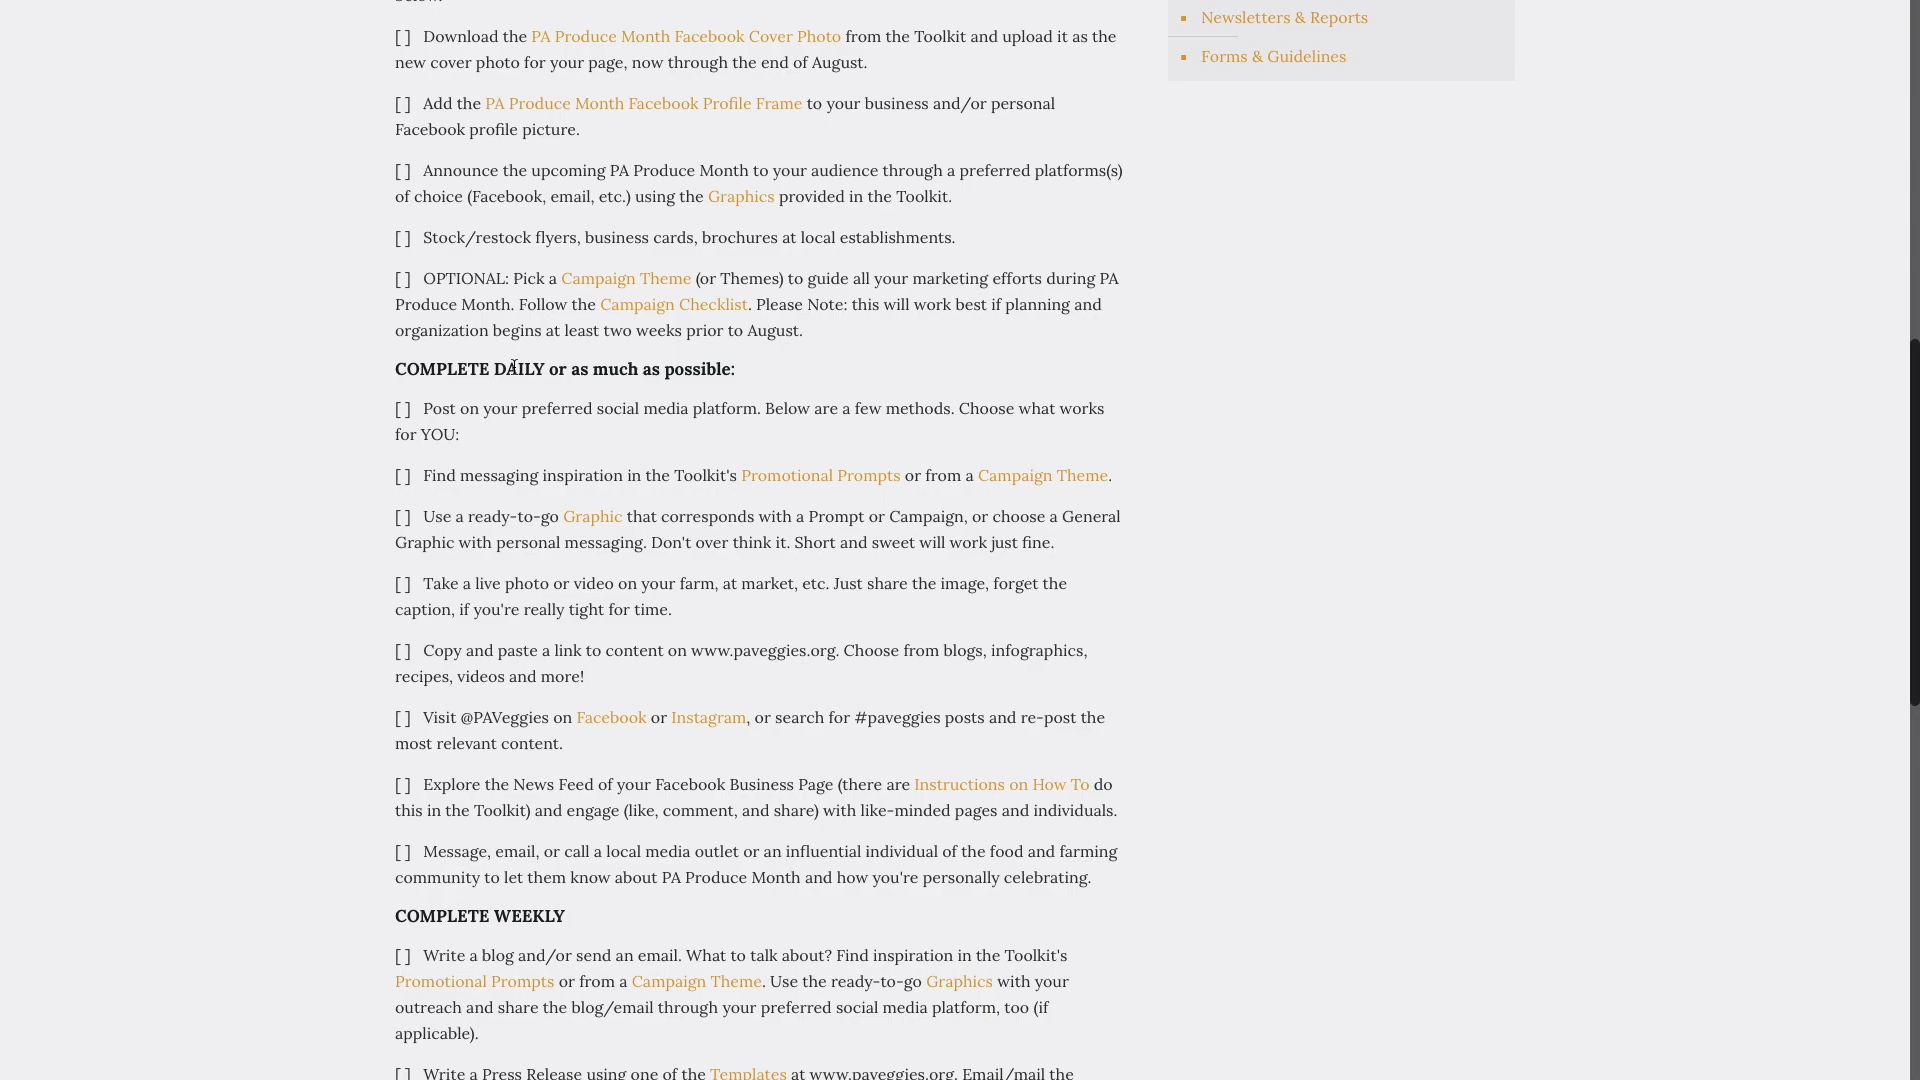 below.
[ ] Download the PA Produce Month Facebook Cover Photo from the Toolkit and upload it as the
new cover photo for your page, now through the end of August.
[ ] Add the PA Produce Month Facebook Profile Frame to your business and/or personal
Facebook profile picture.
[ ] Announce the upcoming PA Produce Month to your audience through a preferred platforms(s)
of choice (Facebook, email, etc.) using the Graphics provided in the Toolkit.
[ ] Stock/restock flyers, business cards, brochures at local establishments.
[ ] OPTIONAL: Pick a Campaign Theme (or Themes) to guide all your marketing efforts during PA
Produce Month. Follow the Campaign Checklist. Please Note: this will work best if planning and
organization begins at least two weeks prior to August.
COMPLETE DAILY or as much as possible:
[ ] Post on your preferred social media platform. Below are a few methods. Choose what works
for YOU:
[ ] Find messaging inspiration in the Toolkit's Promotional Prompts or from a Campaign Theme.
[ ] Use a ready-to-go Graphic that corresponds with a Prompt or Campaign, or choose a General
Graphic with personal messaging. Don't over think it. Short and sweet will work just fine.
[ ] Take a live photo or video on your farm, at market, etc. Just share the image, forget the
caption, if you're really tight for time.
[ ] Copy and paste a link to content on www.paveggies.org. Choose from blogs, infographics,
recipes, videos and more!
[ ] Visit @PAVeggies on Facebook or Instagram, or search for #paveggies posts and re-post the
most relevant content.
[ ] Explore the News Feed of your Facebook Business Page (there are Instructions on How To do
this in the Toolkit) and engage (like, comment, and share) with like-minded pages and individuals.
[ ] Message, email, or call a local media outlet or an influential individual of the food and farming
community to let them know about PA Produce Month and how you're personally celebrating.
COMPLETE WEEKLY
[ ] Write a blog and/or send an email. What to talk about? Find inspiration in the Toolkit's
Promotional Prompts or from a Campaign Theme. Use the ready-to-go Graphics with your
outreach and share the blog/email through your preferred social media platform, too (if
applicable).
[ ] Write a Press Release using one of the Templates at www.paveggies.org. Email/mail the
Newsletters & Reports
Forms & Guidelines